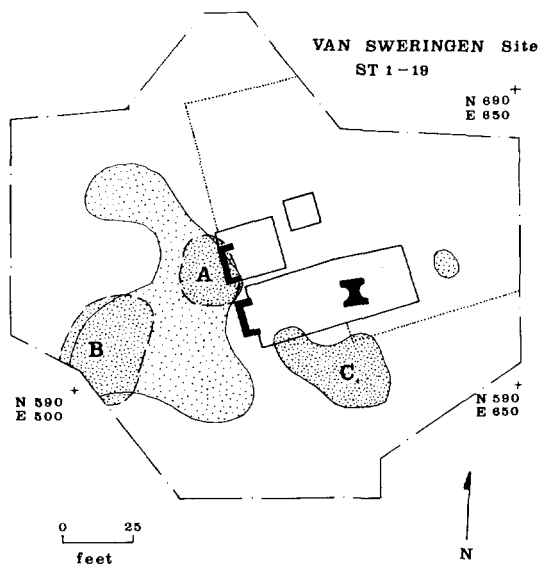 VAN SWERINGEN Site
ST 1-19
N 690
E 650
A
B
C
N 590
E 500
N 590
E 650
0 25
feet
N